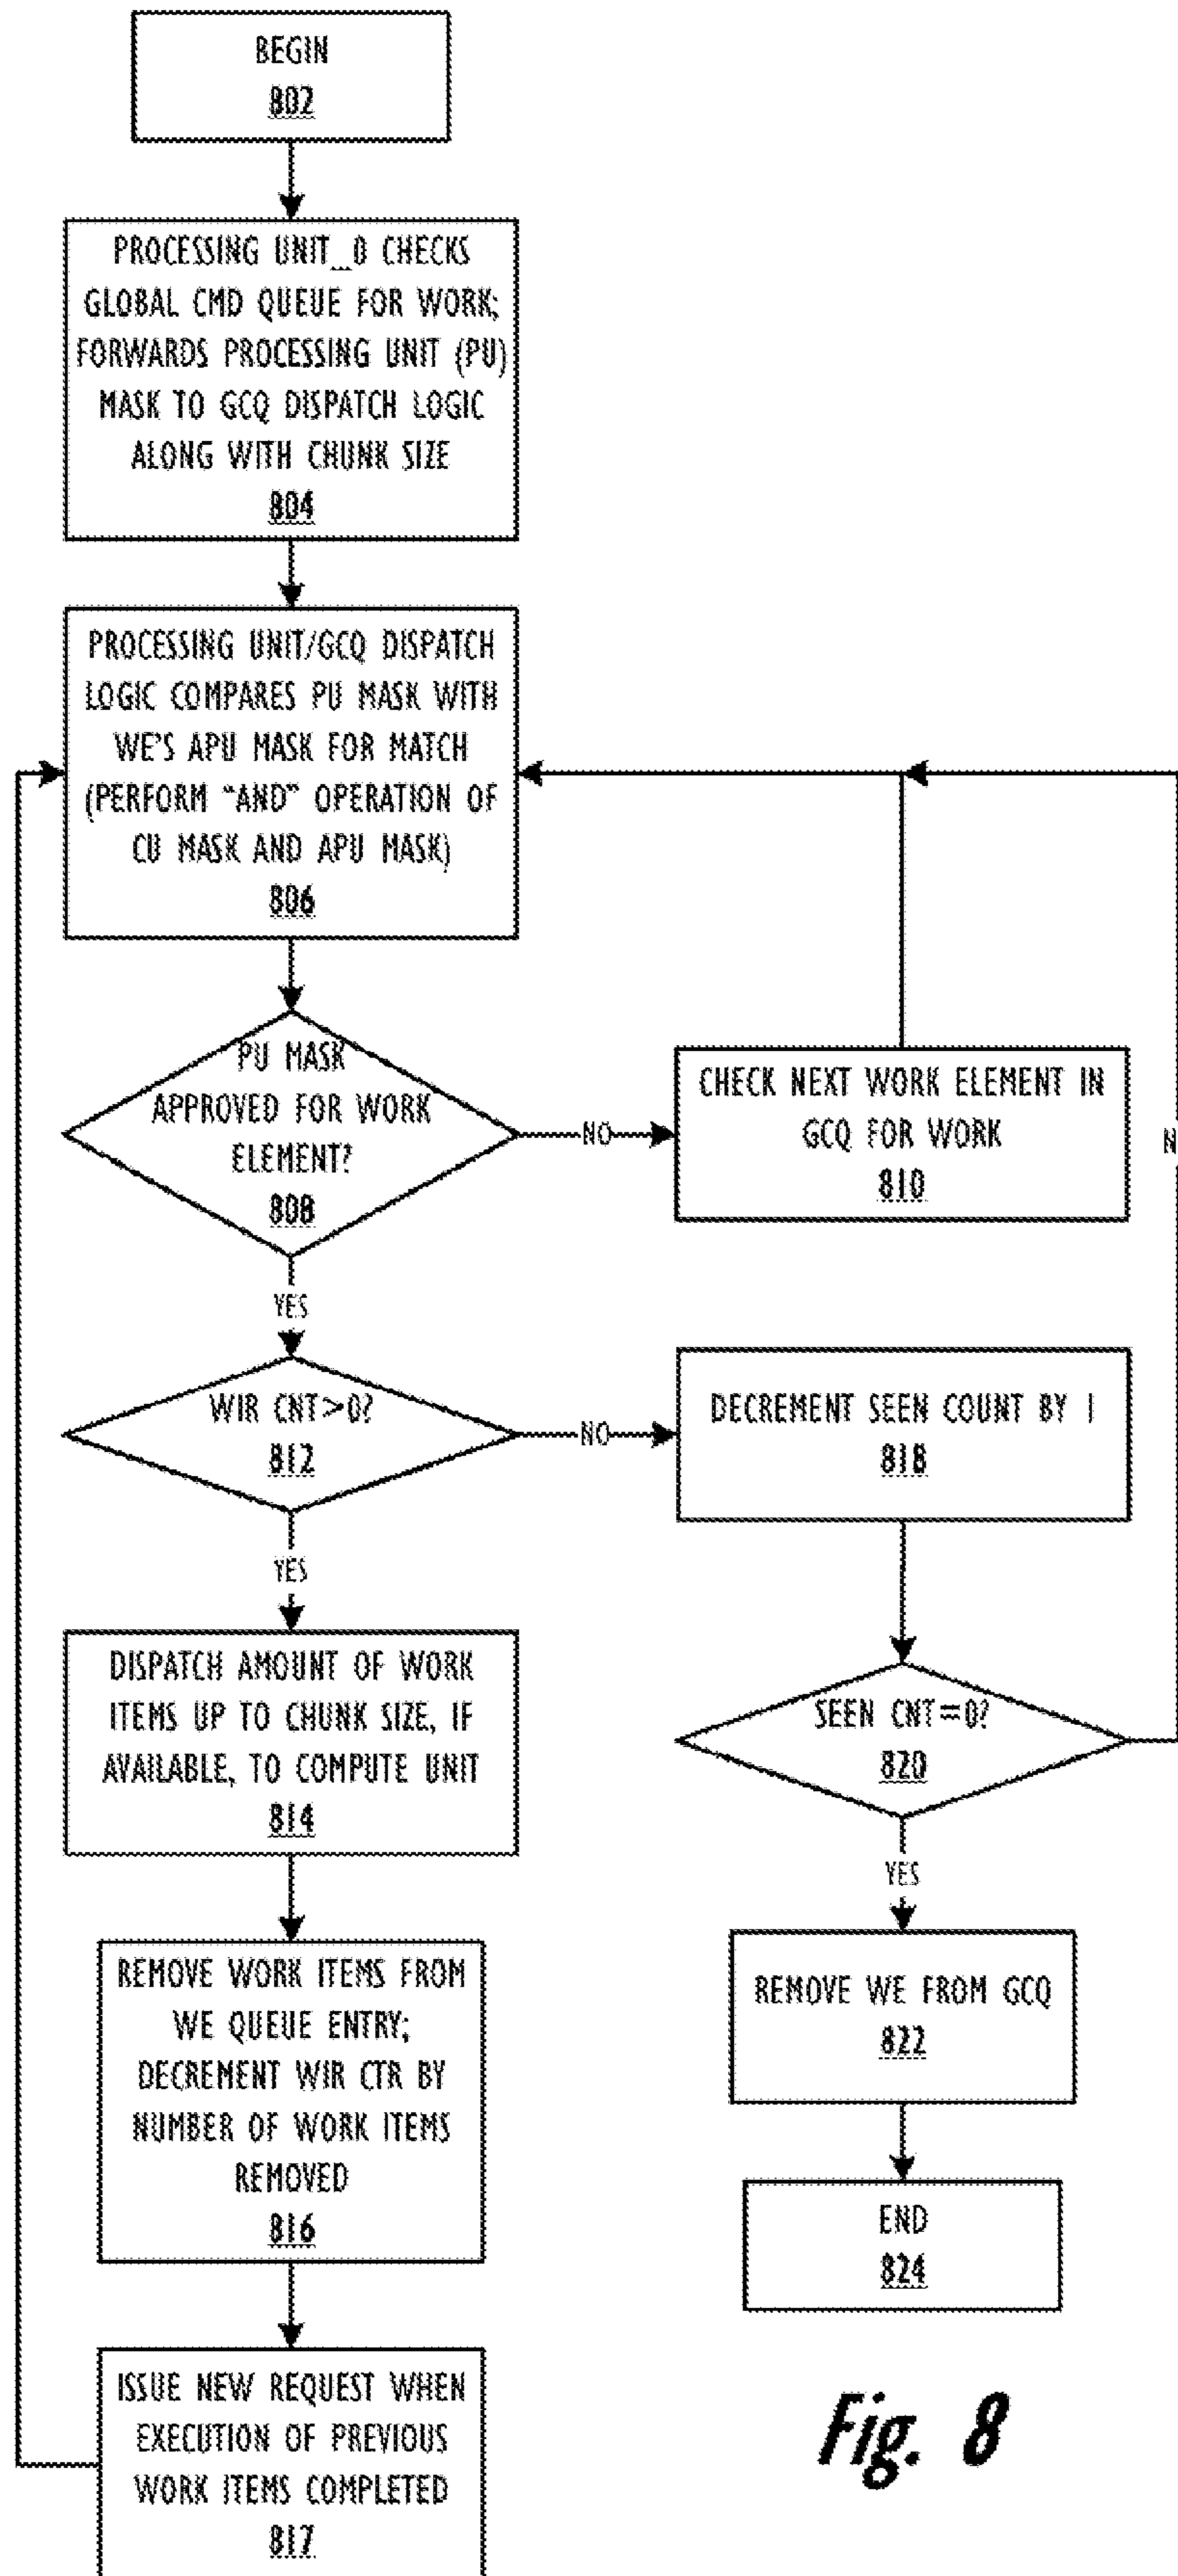 BEGIN
802
PROCESSING UNIT_0 CHECKS
GLOBAL CMD QUEUE FOR WORK;
FORWARDS PROCESSING UNIT (PU)
MASK TO GCQ DISPATCH LOGIC
ALONG WITH CHUNK SIZE
804
PROCESSING UNIT/GCQ DISPATCH
LOGIC COMPARES PU MASK WITH
WE'S APU MASK FOR MATCH
(PERFORM "AND" OPERATION OF
CU MASK AND APU MASK)
806
PU MASK
APPROVED FOR WORK
ELEMENT?
808
NO
CHECK NEXT WORK ELEMENT IN
GCQ FOR WORK
810
N
YES
WIR CNT>0?
812
NO
DECREMENT SEEN COUNT BY 1
818
YES
DISPATCH AMOUNT OF WORK
ITEMS UP TO CHUNK SIZE, IF
AVAILABLE, TO COMPUTE UNIT
814
SEEN CNT=0?
820
YES
REMOVE WORK ITEMS FROM
WE QUEUE ENTRY;
DECREMENT WIR CTR BY
NUMBER OF WORK ITEMS
REMOVED
816
REMOVE WE FROM GCQ
822
END
824
ISSUE NEW REQUEST WHEN
EXECUTION OF PREVIOUS
WORK ITEMS COMPLETED
817
Fig. 8